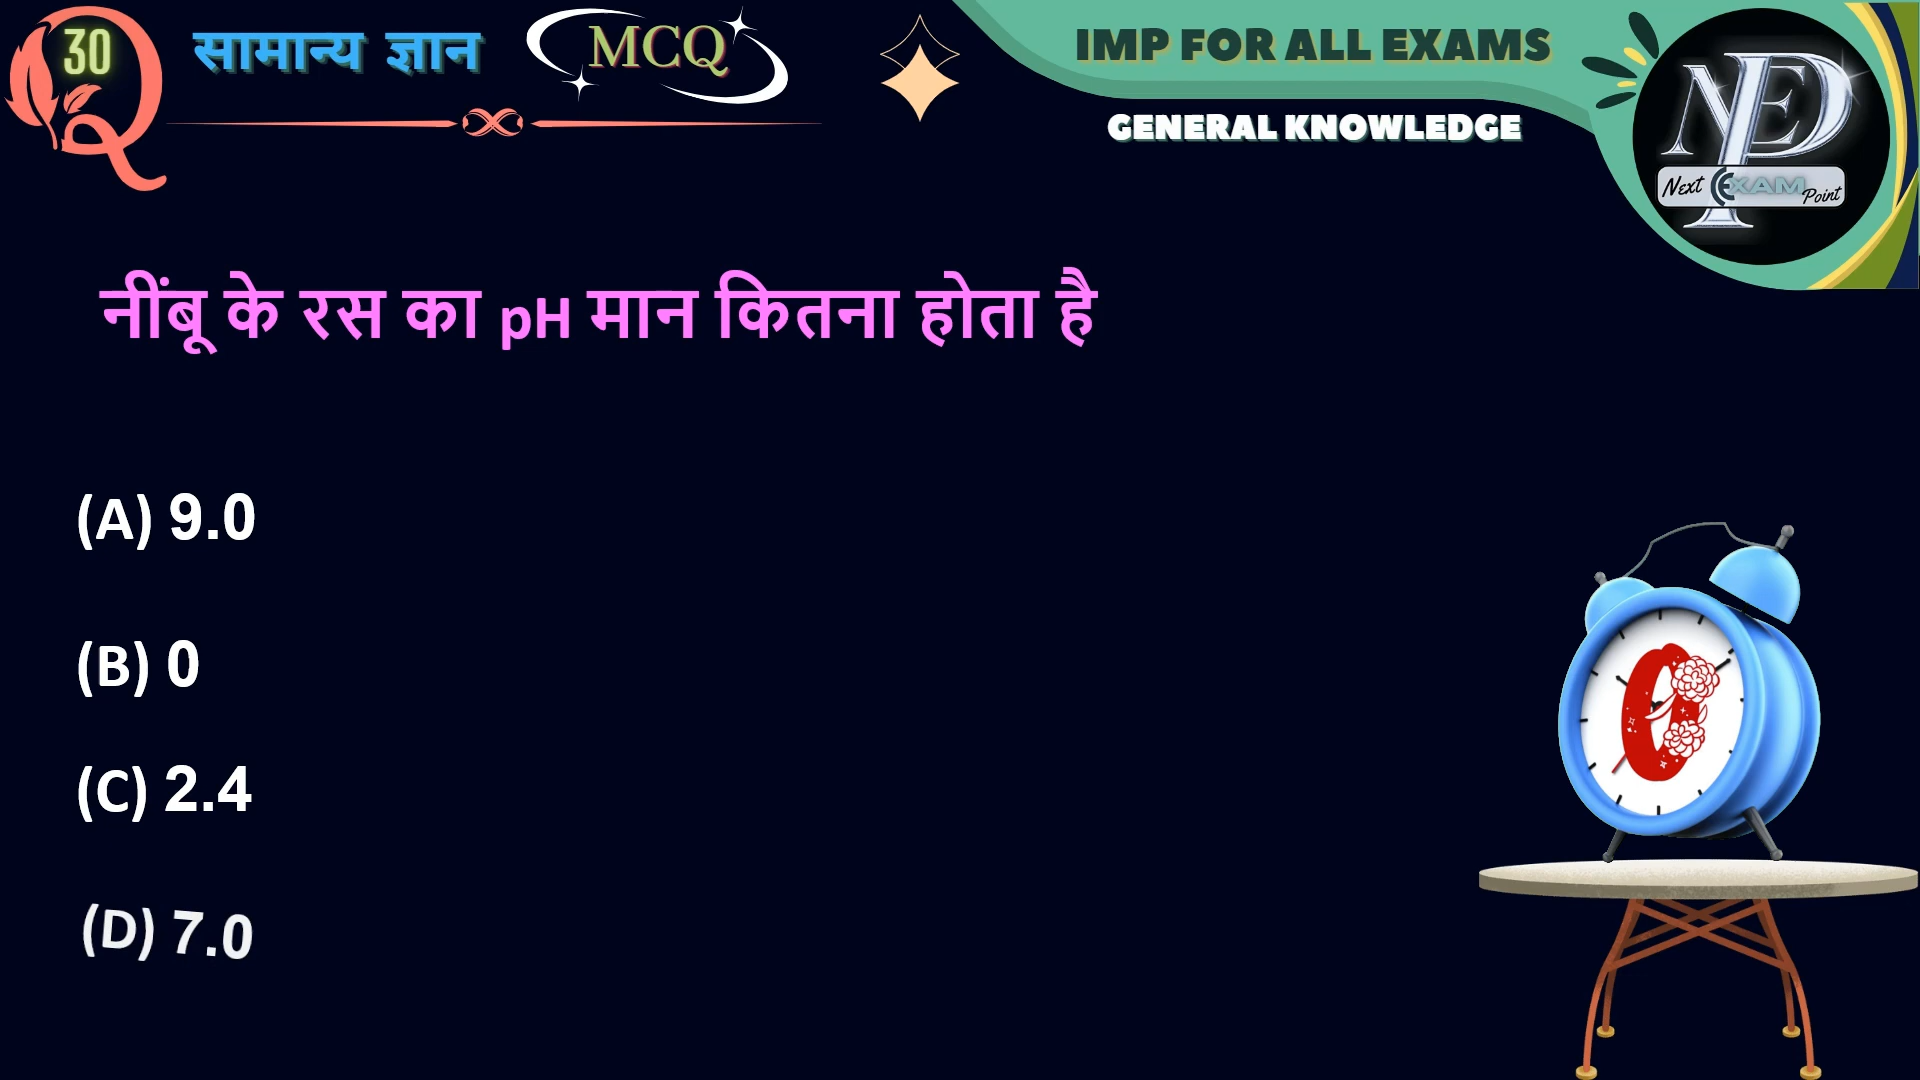 30
सामान्य ज्ञान
MCQ
IMP FOR ALL EXAMS
GENERAL KNOWLEDGE
NEP
Next EXAM Point
नींबू के रस का pH मान कितना होता है
(A) 9.0
(B) 0
(C) 2.4
(D) 7.0